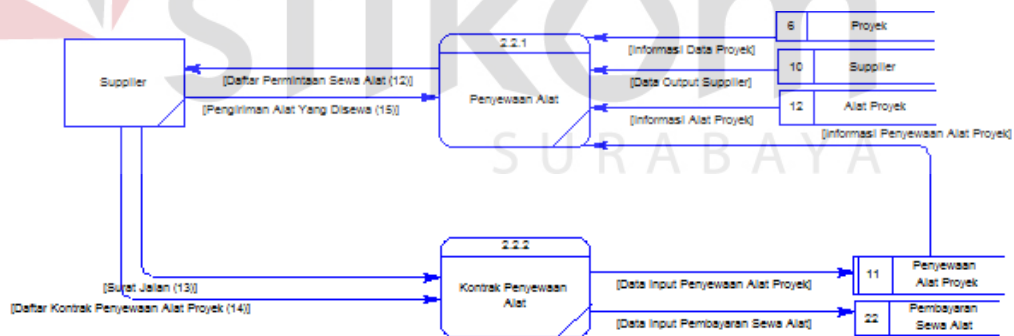 stikom
SURABAYA
Supplier
[Daftar Permintaan Sewa Alat (12)]
[Pengiriman Alat Yang Disewa (15)]
2.2.1
Penyewaan Alat
[Informasi Data Proyek]
[Data Output Supplier]
[Informasi Alat Proyek]
6 Proyek
10 Supplier
12 Alat Proyek
[Informasi Penyewaan Alat Proyek]
[Surat Jalan (13)]
[Daftar Kontrak Penyewaan Alat Proyek (14)]
2.2.2
Kontrak Penyewaan
Alat
[Data Input Penyewaan Alat Proyek]
[Data Input Pembayaran Sewa Alat]
11 Penyewaan
Alat Proyek
22 Pembayaran
Sewa Alat